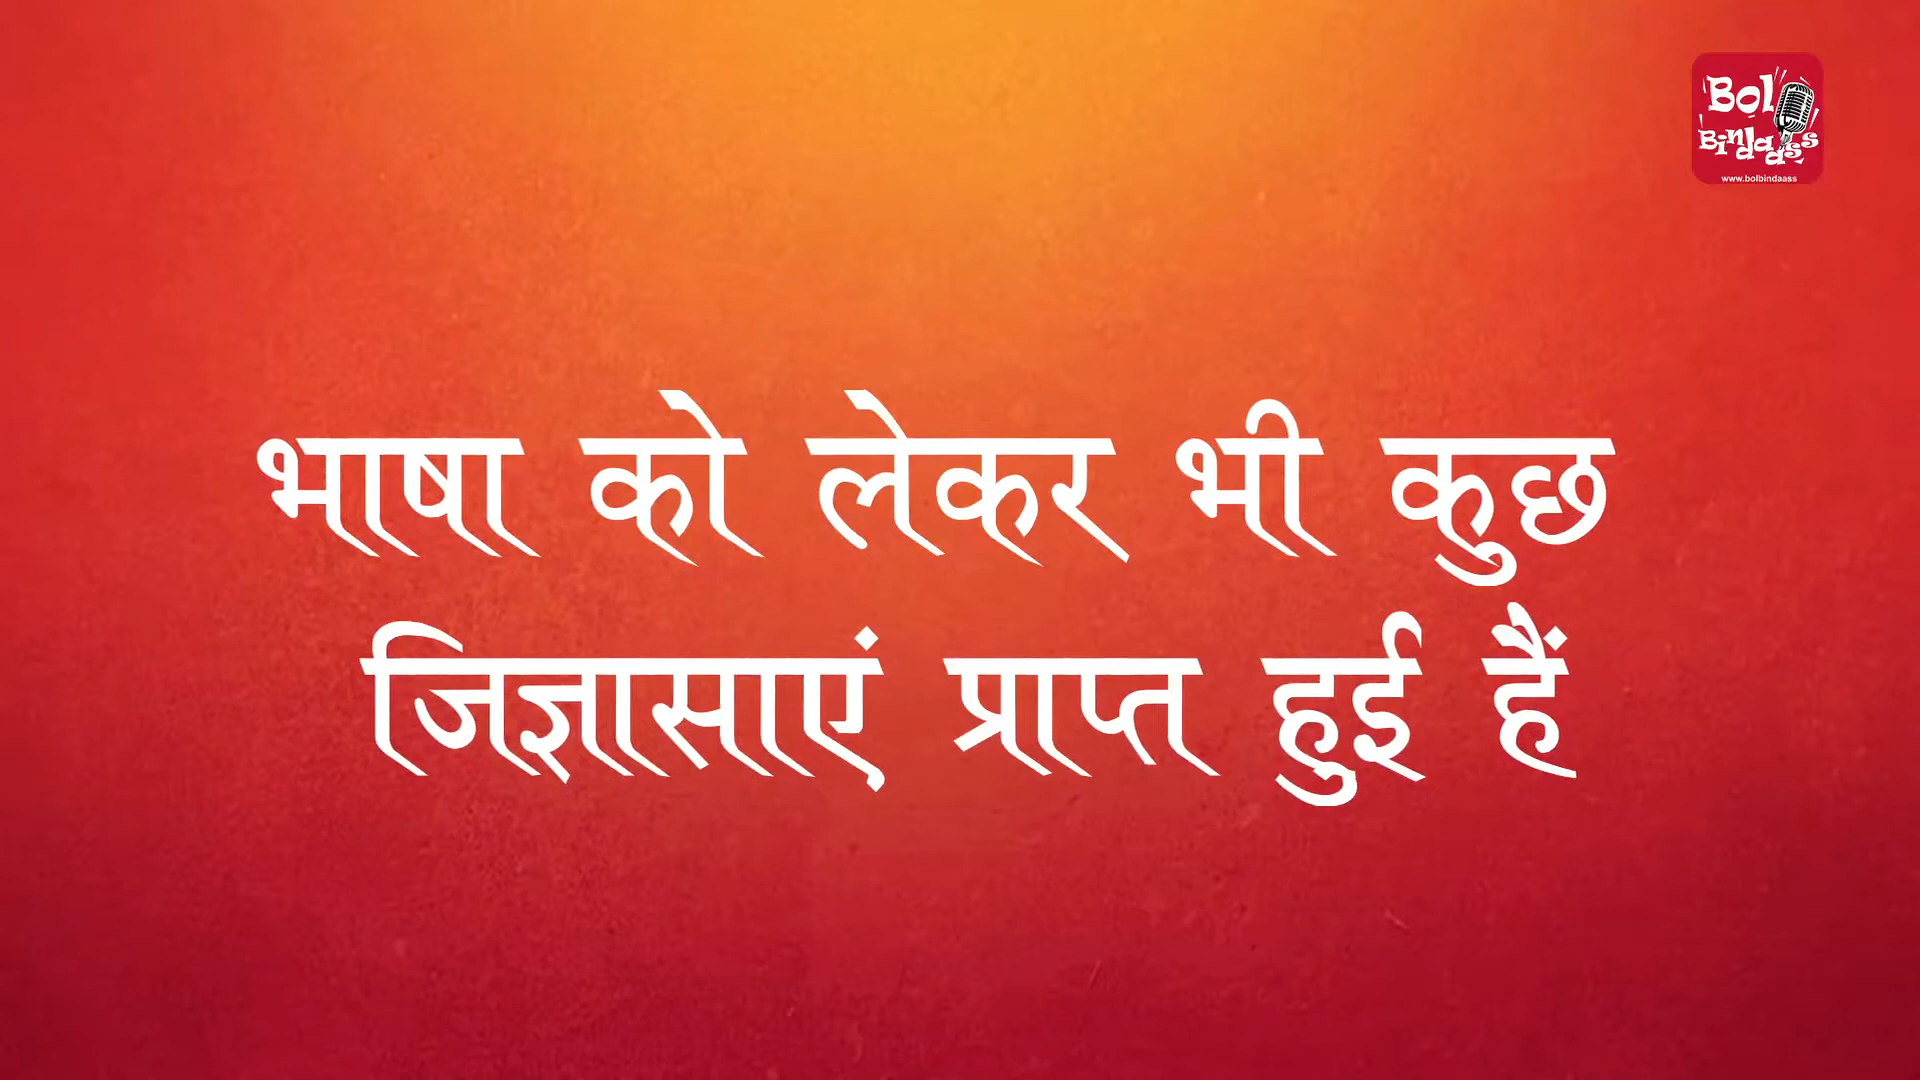 Bol
Bindaass
www.bolbindaass
भाषा को लेकर भी कुछ
जिज्ञासाएं प्राप्त हुई हैं